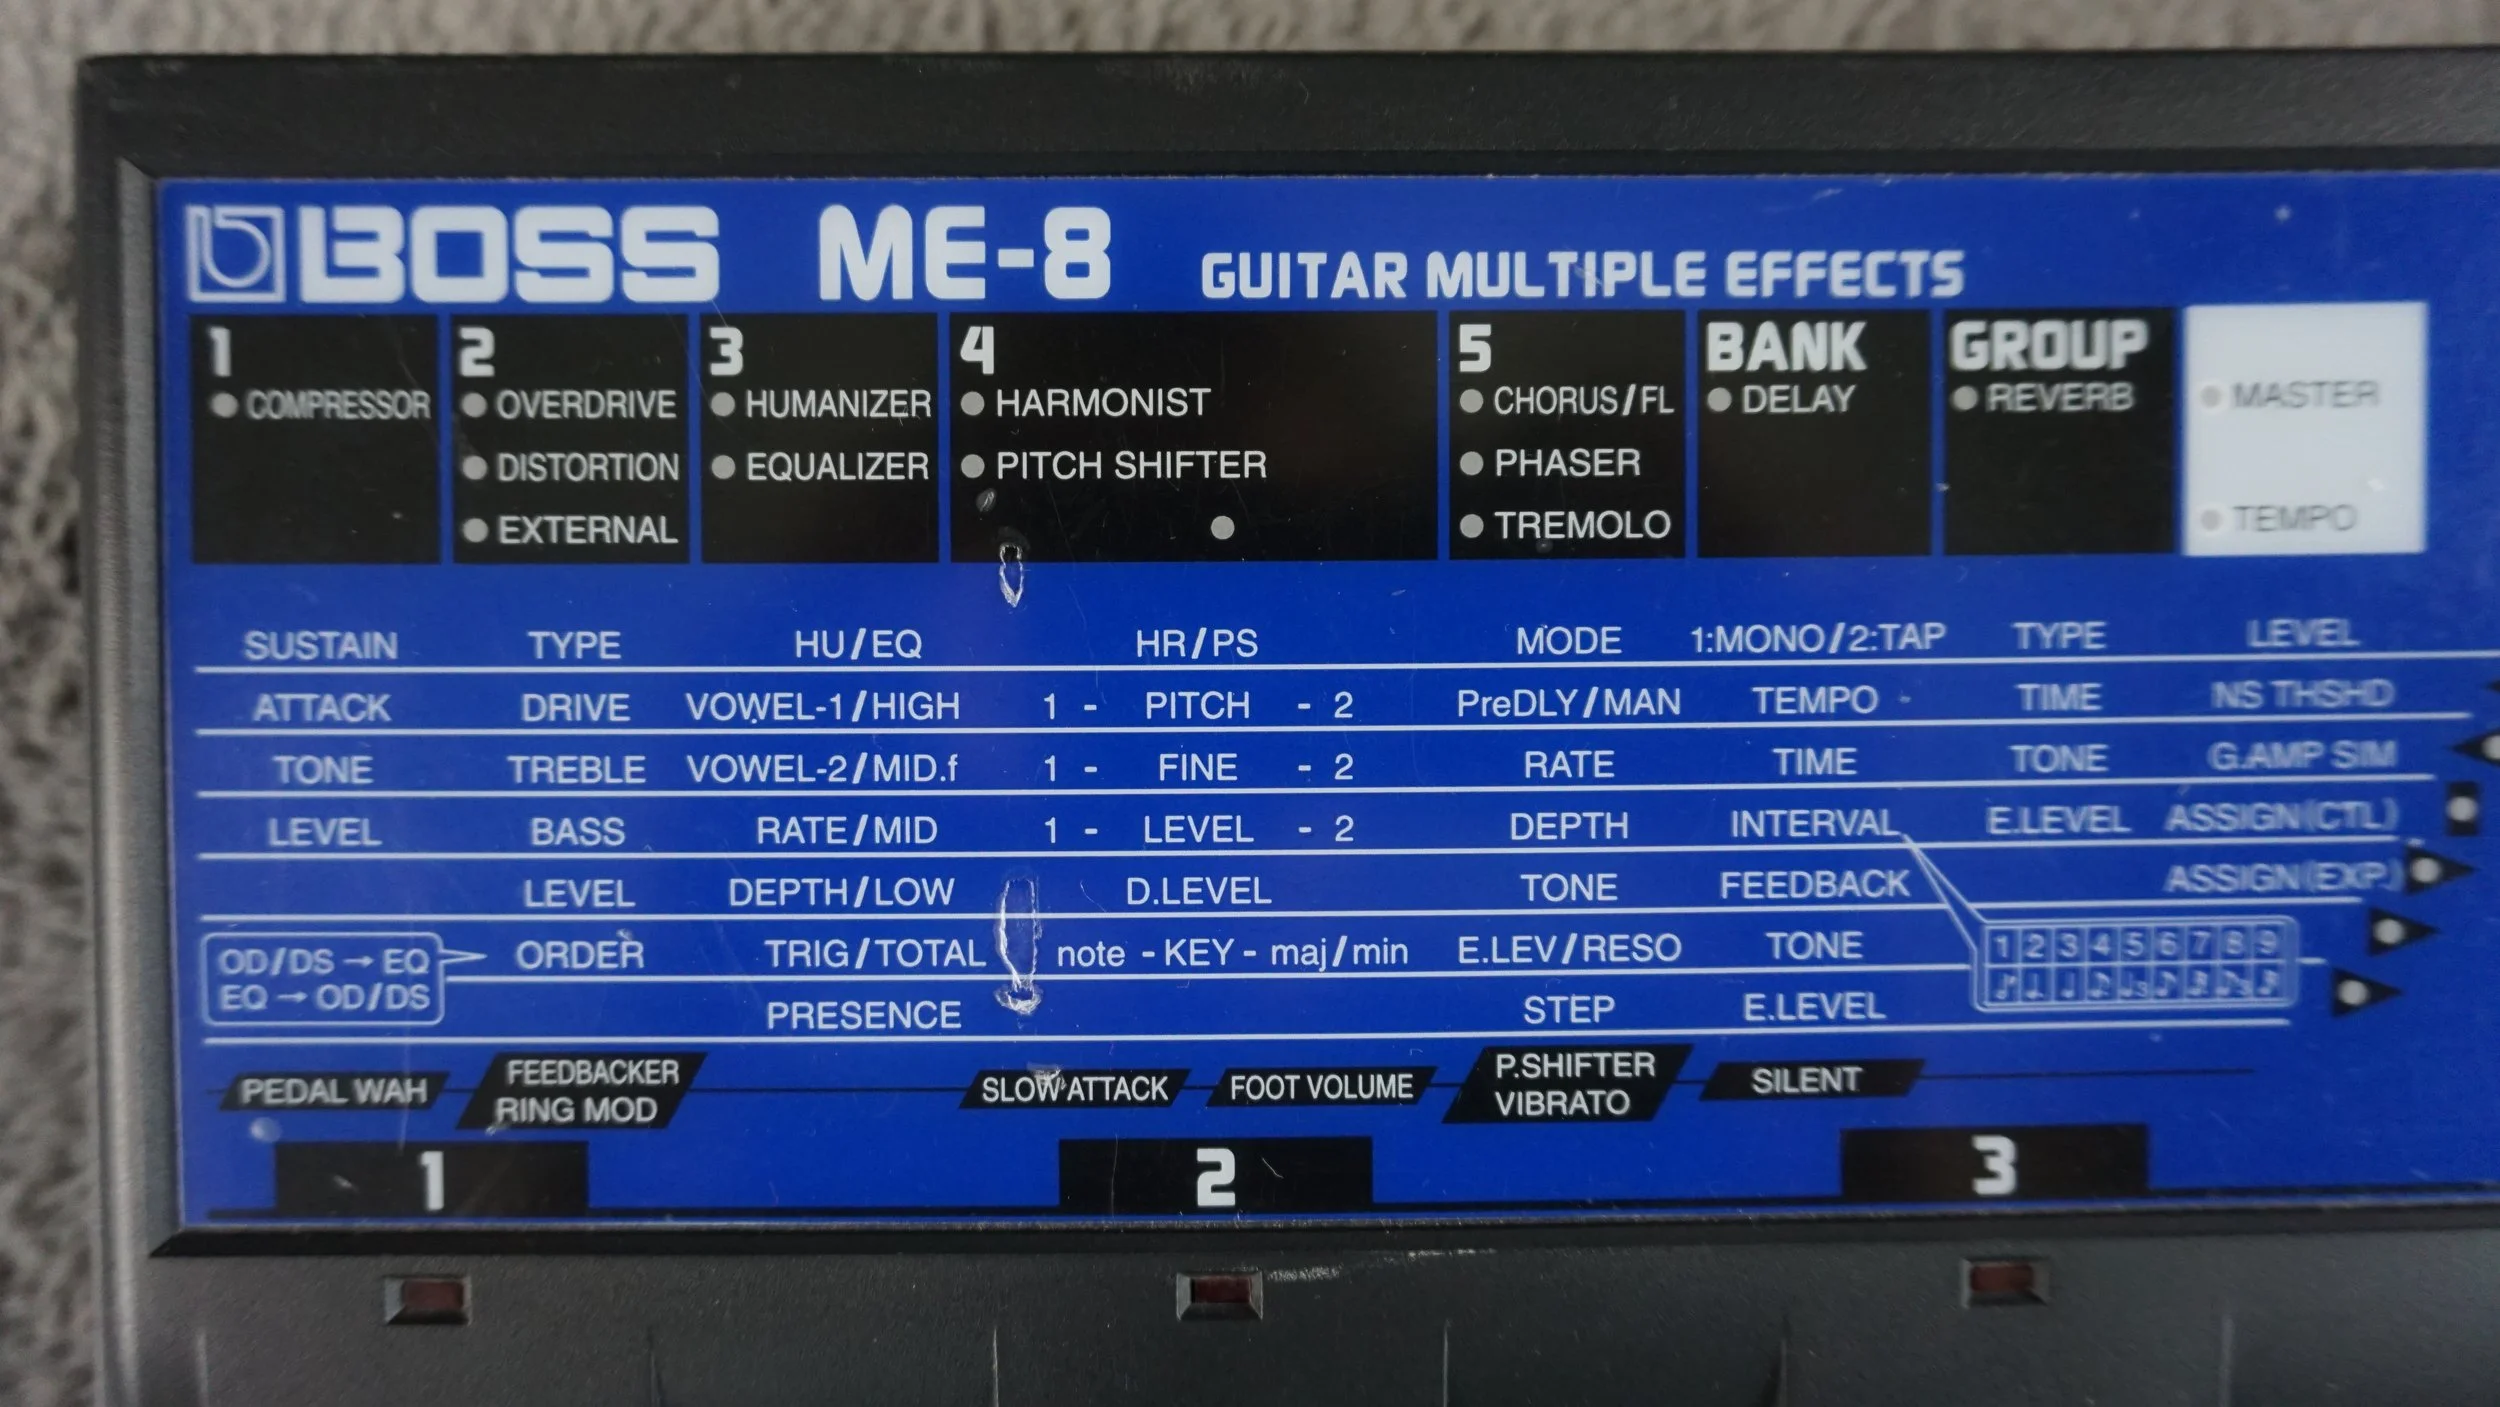 BOSS ME-8 GUITAR MULTIPLE EFFECTS
1 2 3 4 5 BANK GROUP
COMPRESSOR OVERDRIVE HUMANIZER HARMONIST CHORUS/FL DELAY REVERB MASTER
DISTORTION EQUALIZER PITCH SHIFTER PHASER
EXTERNAL TREMOLO TEMPO
SUSTAIN TYPE HU/EQ HR/PS MODE 1:MONO/2:TAP TYPE LEVEL
ATTACK DRIVE VOWEL-1/HIGH 1 - PITCH - 2 PreDLY/MAN TEMPO - TIME NS THSHD
TONE TREBLE VOWEL-2/MID.f 1 - FINE - 2 RATE TIME TONE G.AMP SIM
LEVEL BASS RATE/MID 1 - LEVEL - 2 DEPTH INTERVAL E.LEVEL ASSIGN(CTL)
LEVEL DEPTH/LOW D.LEVEL TONE FEEDBACK ASSIGN(EXP.)
OD/DS → EQ ORDER TRIG/TOTAL note - KEY - maj/min E.LEV/RESO TONE 1 2 3 4 5 6 7 8 9
EQ → OD/DS PRESENCE STEP E.LEVEL
PEDAL WAH FEEDBACKER SLOW ATTACK FOOT VOLUME P.SHIFTER SILENT
RING MOD VIBRATO
1 2 3